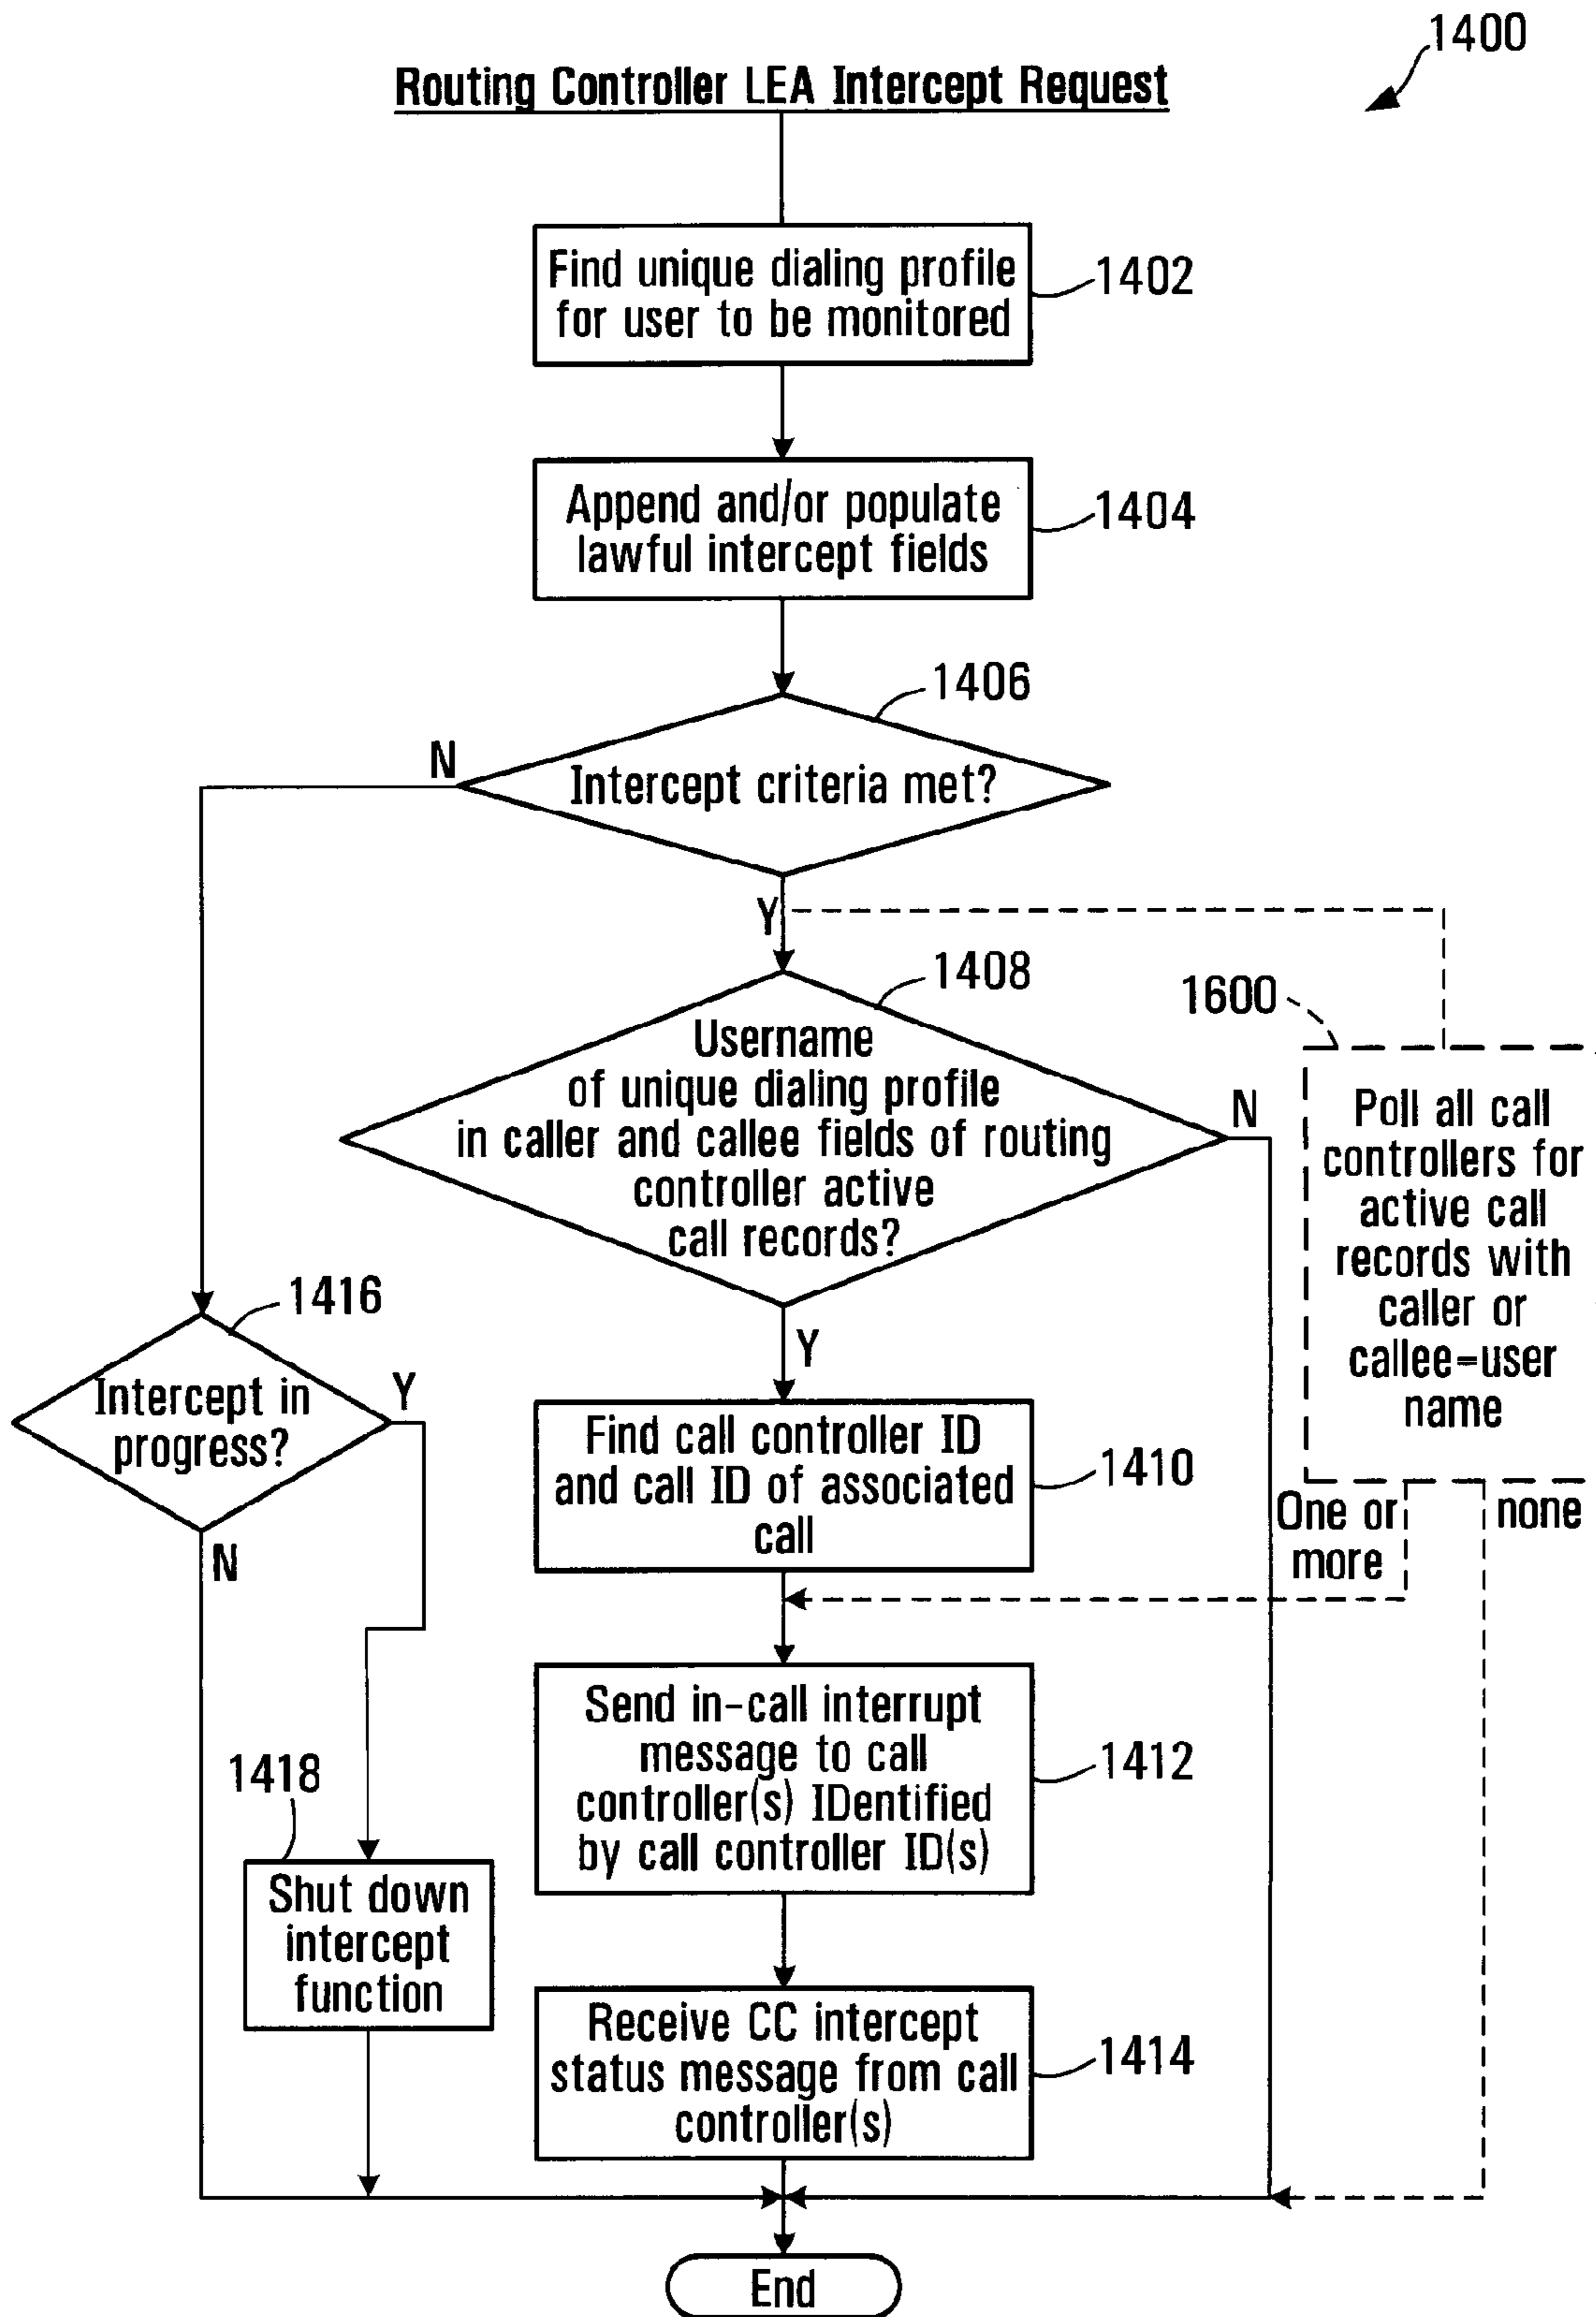 1400
Routing Controller LEA Intercept Request
Find unique dialing profile
for user to be monitored
1402
Append and/or populate
lawful intercept fields
1404
1406
Intercept criteria met?
N
Y
1408
Username
of unique dialing profile
in caller and callee fields of routing
controller active
call records?
N
Y
1600
Poll all call
controllers for
active call
records with
caller or
callee=user
name
One or
more
none
1416
Intercept in
progress?
Y
N
Find call controller ID
and call ID of associated
call
1410
Send in-call interrupt
message to call
controller(s) IDentified
by call controller ID(s)
1412
1418
Shut down
intercept
function
Receive CC intercept
status message from call
controller(s)
1414
End